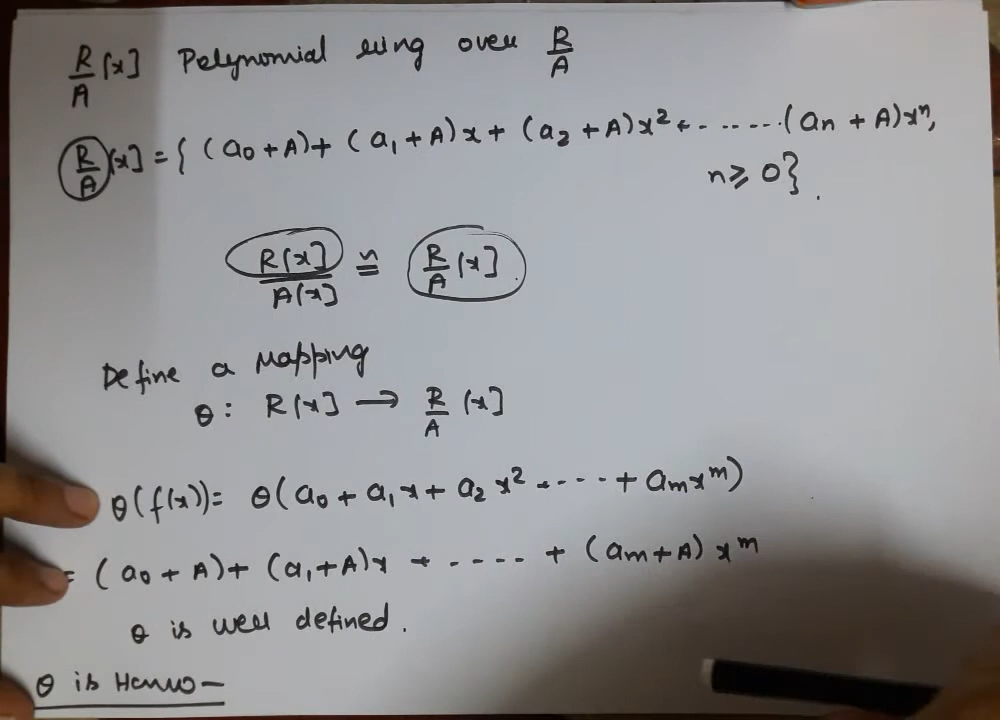 R/A [x] Polynomial ring over R/A
R/A [x] = { (a₀ + A) + (a₁ + A)x + (a₂ + A)x² + ....... (an + A)xⁿ,
n ≥ 0}.
R[x]/A[x] ≅ R/A [x]
Define a Mapping
θ: R[x] → R/A [x]
θ(f(x)) = θ(a₀ + a₁x + a₂x² + ---- + amxᵐ)
= (a₀ + A) + (a₁ + A)x + ----- + (am + A) xᵐ
θ is well defined.
θ is Homo —